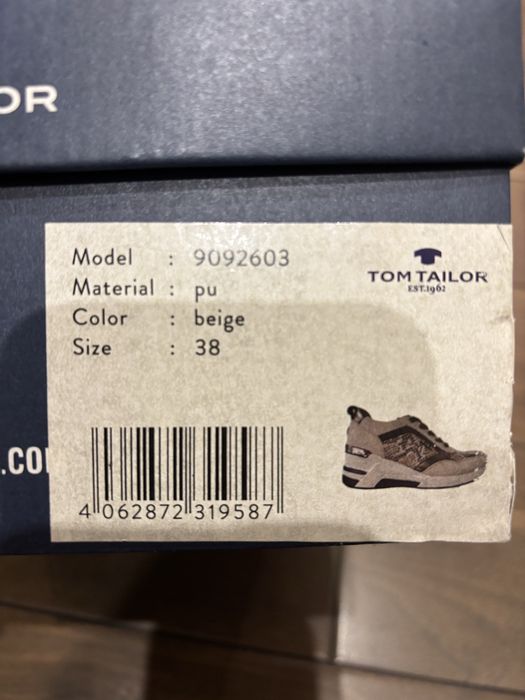 OR
Model : 9092603
Material : pu
Color : beige
Size : 38
TOM TAILOR
EST.1962
.CO
4 062872 319587